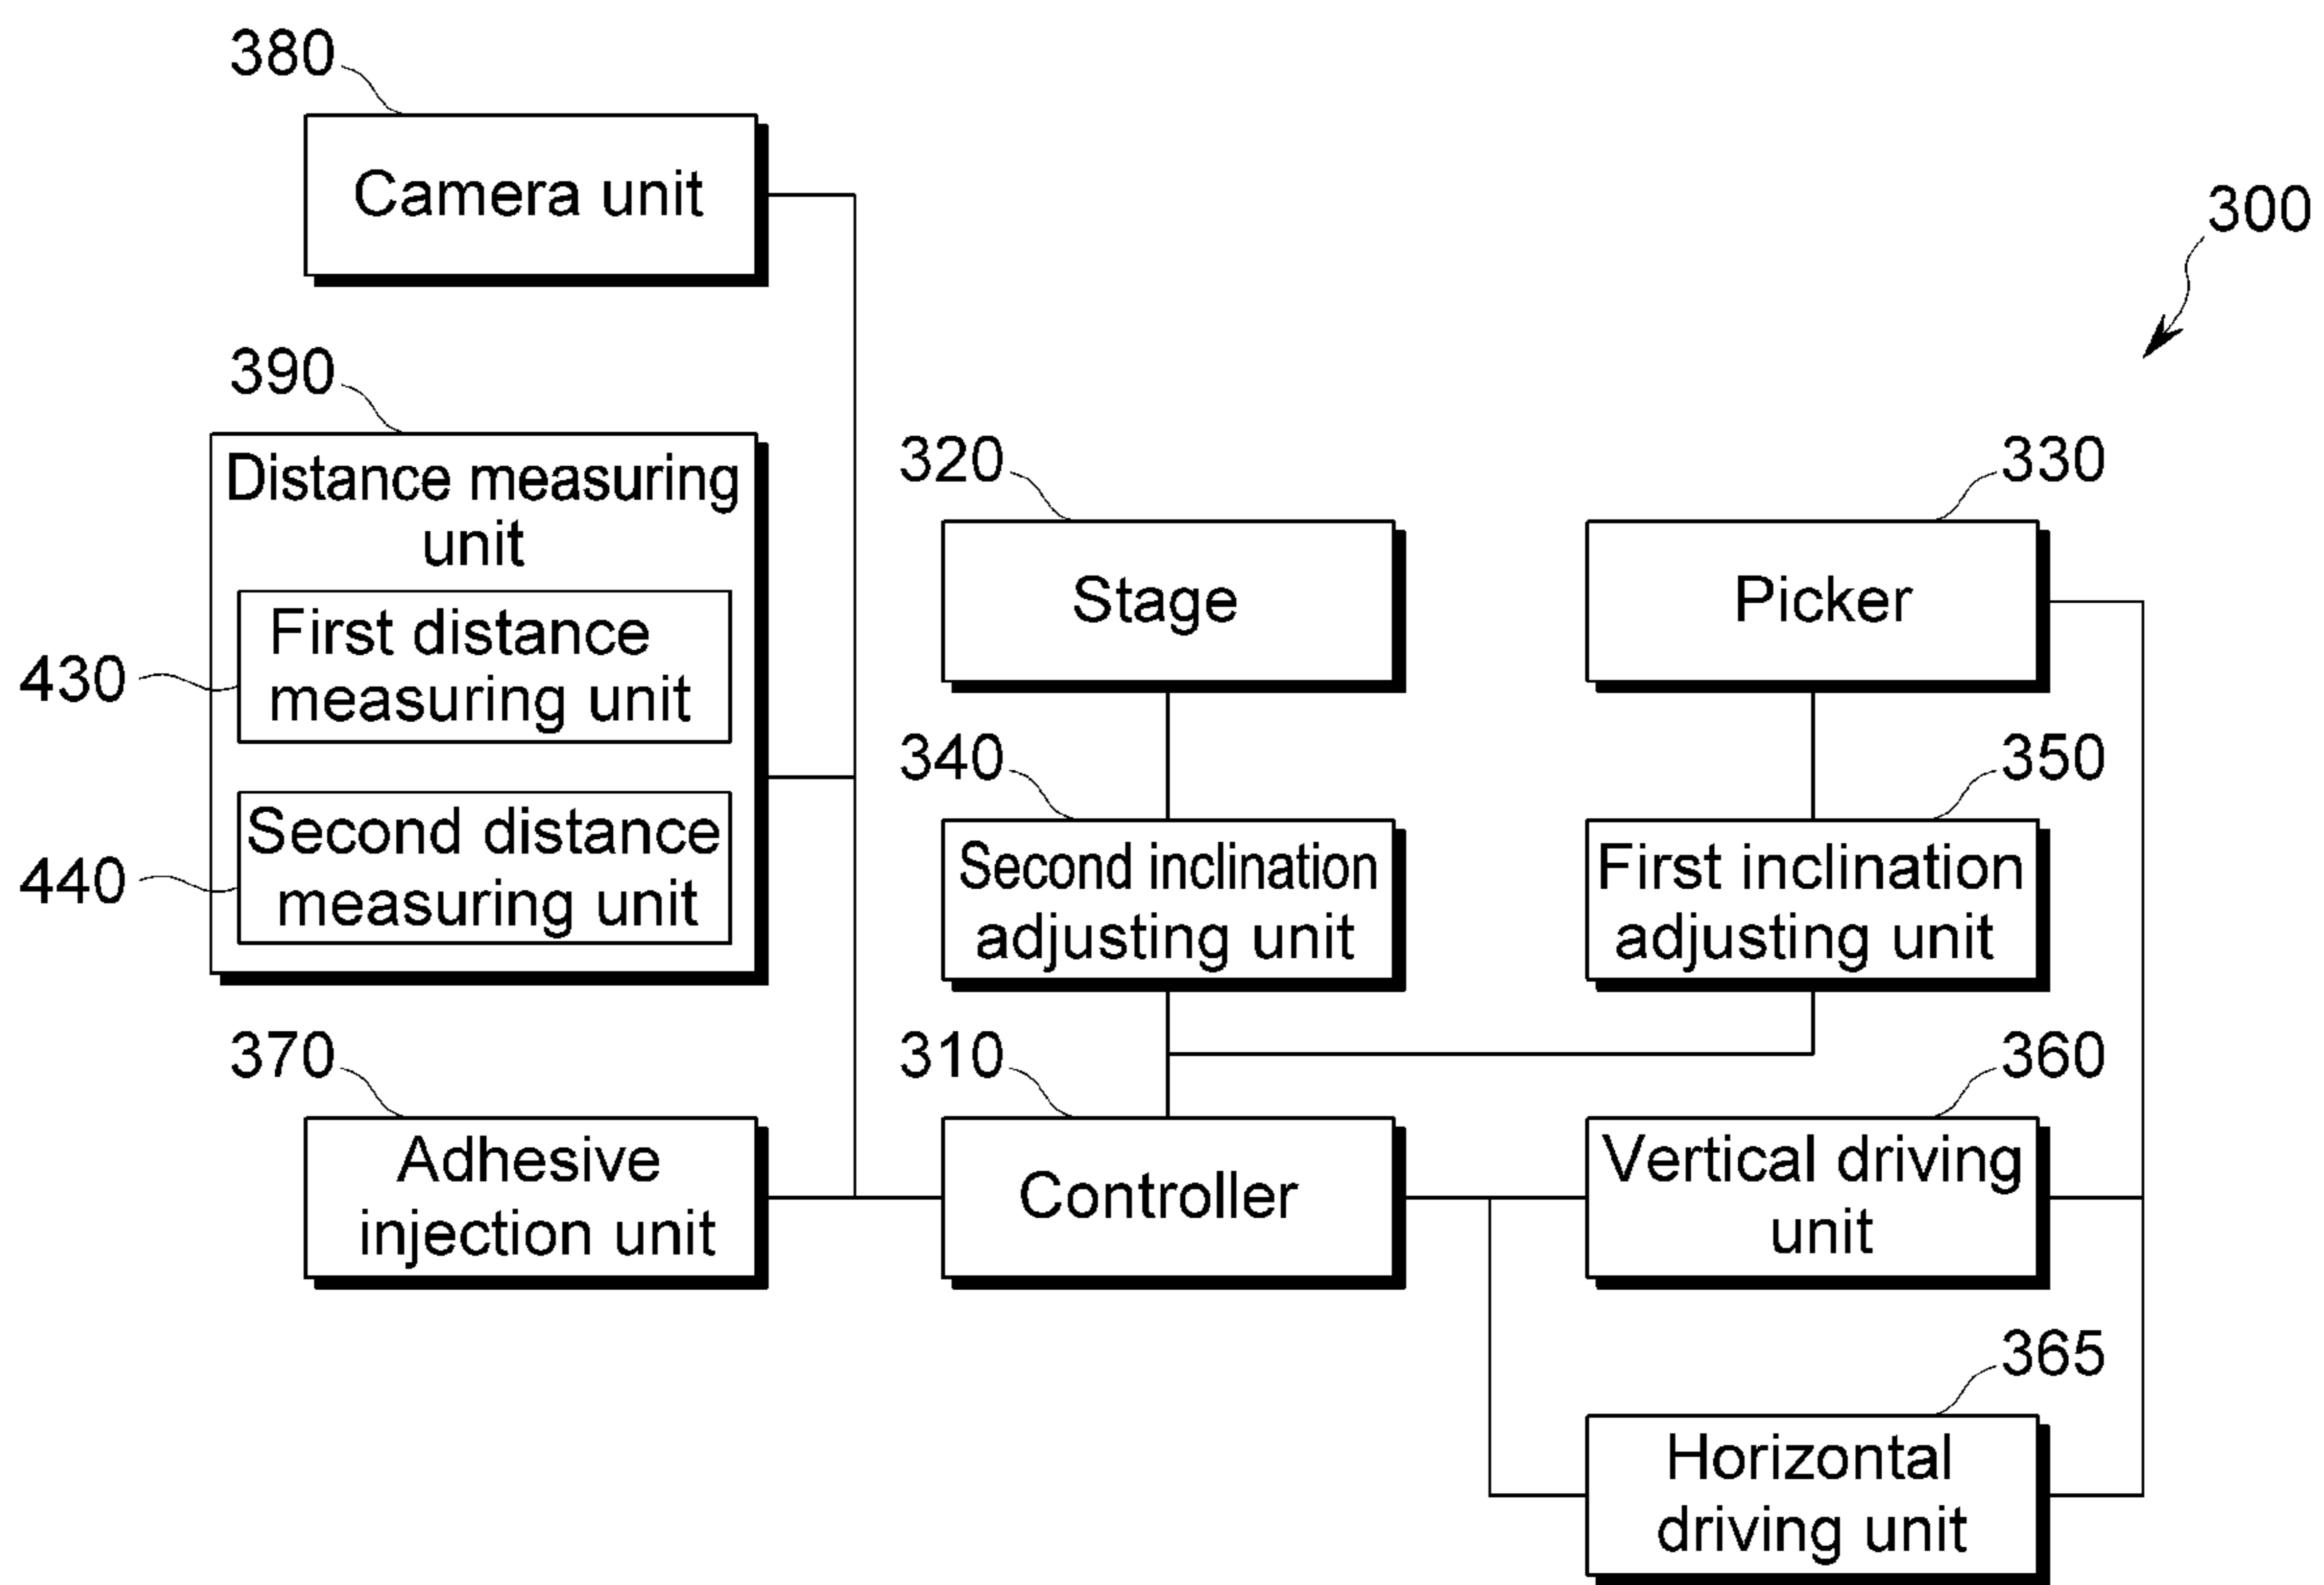 380
Camera unit
300
390
Distance measuring
unit
430
First distance
measuring unit
440
Second distance
measuring unit
320
Stage
330
Picker
340
Second inclination
adjusting unit
350
First inclination
adjusting unit
370
Adhesive
injection unit
310
Controller
360
Vertical driving
unit
365
Horizontal
driving unit